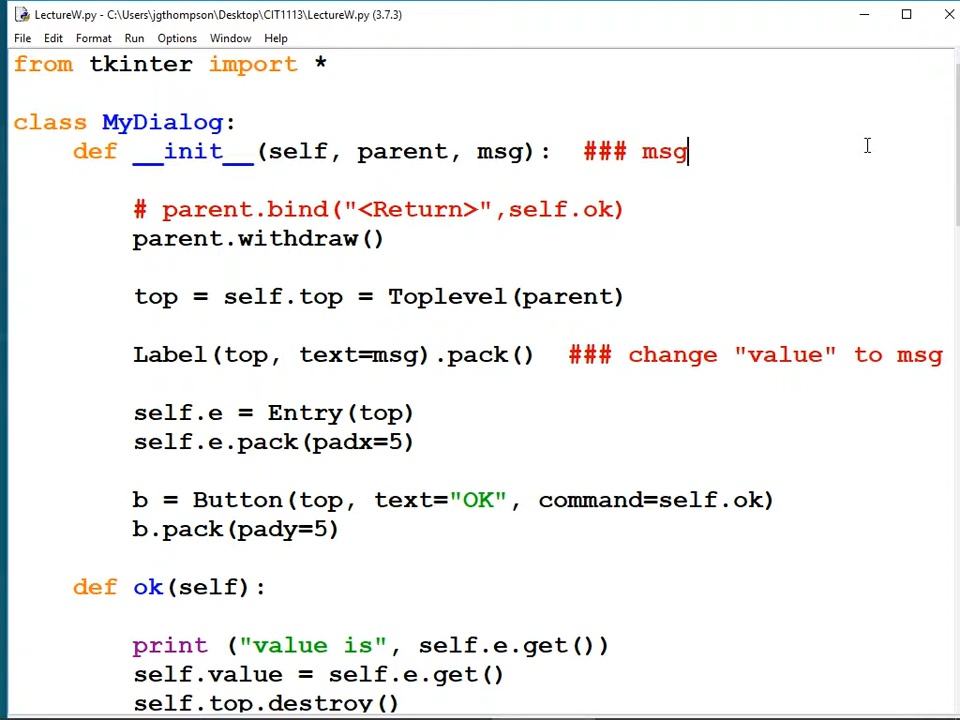 LectureW.py - C:\Users\jgthompson\Desktop\CIT1113\LectureW.py (3.7.3)
File Edit Format Run Options Window Help
from tkinter import *
class MyDialog:
    def __init__(self, parent, msg):  ### msg
        # parent.bind("<Return>",self.ok)
        parent.withdraw()
        top = self.top = Toplevel(parent)
        Label(top, text=msg).pack()  ### change "value" to msg
        self.e = Entry(top)
        self.e.pack(padx=5)
        b = Button(top, text="OK", command=self.ok)
        b.pack(pady=5)
    def ok(self):
        print ("value is", self.e.get())
        self.value = self.e.get()
        self.top.destroy()